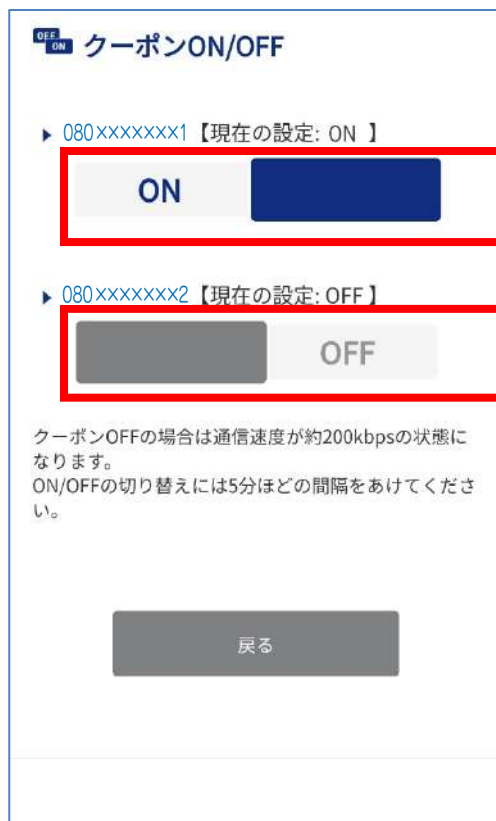 OFF
ON
クーポンON/OFF
080×××××××1【現在の設定: ON 】
ON
080×××××××2【現在の設定: OFF】
OFF
クーポンOFFの場合は通信速度が約200kbpsの状態に
なります。
ON/OFFの切り替えには5分ほどの間隔をあけてくださ
い。
戻る